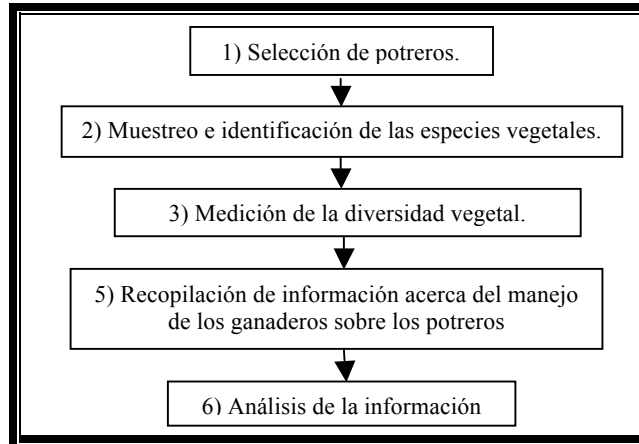 1) Selección de potreros.
2) Muestreo e identificación de las especies vegetales.
3) Medición de la diversidad vegetal.
5) Recopilación de información acerca del manejo
de los ganaderos sobre los potreros
6) Análisis de la información